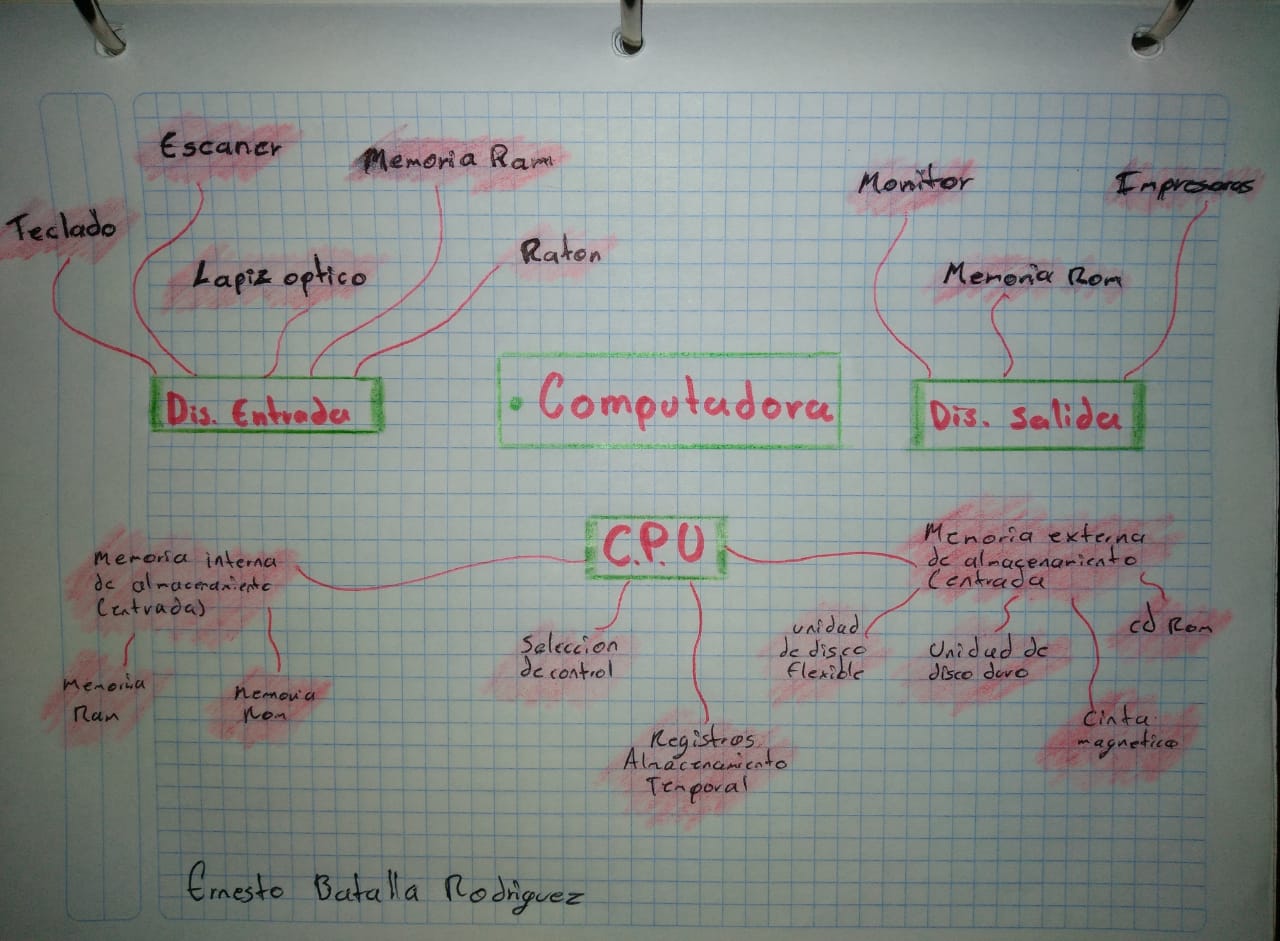 Escaner
Memoria Ram
Monitor
Impresoras
Teclado
Raton
Lapiz optico
Memoria Rom
Dis. Entrada
• Computadora
Dis. Salida
C.P.U
Memoria interna
de almacenamiento
(entrada)
Memoria externa
de almacenamiento
(entrada
Seleccion
de control
unidad
de disco
flexible
Unidad de
disco duro
cd Rom
Memoria
Ram
Memoria
Rom
Cinta
magnetica
Registros
Almacenamiento
Temporal
Ernesto Batalla Rodriguez